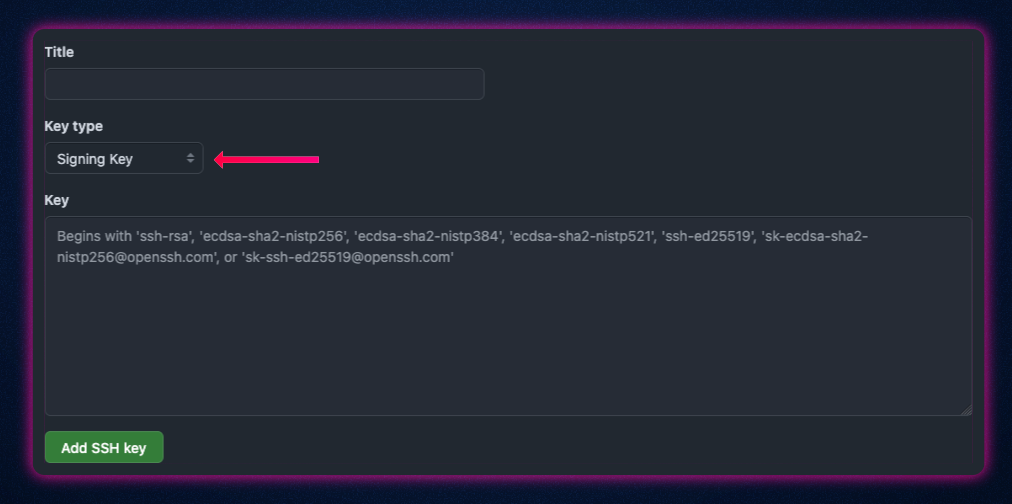 Title
Key type
Signing Key
Key
Begins with 'ssh-rsa', 'ecdsa-sha2-nistp256', 'ecdsa-sha2-nistp384', 'ecdsa-sha2-nistp521', 'ssh-ed25519', 'sk-ecdsa-sha2-
nistp256@openssh.com', or 'sk-ssh-ed25519@openssh.com'
Add SSH key